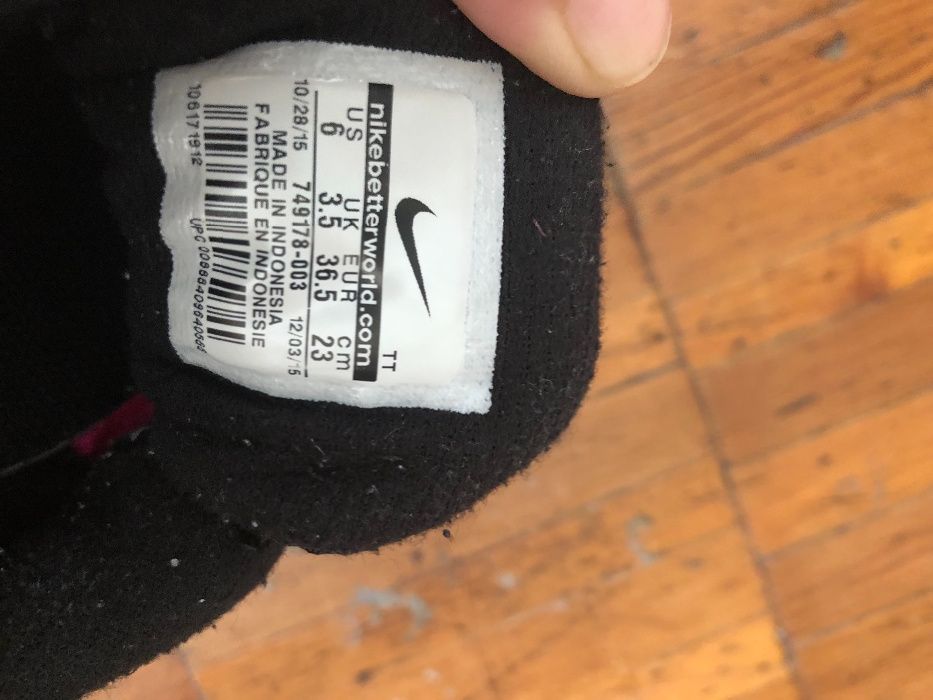 TT
nikebetterworld.com
US UK EUR cm
6 3.5 36.5 23
10/28/15 749178-003 12/03/15
MADE IN INDONESIA
FABRIQUE EN INDONESIE
106171912